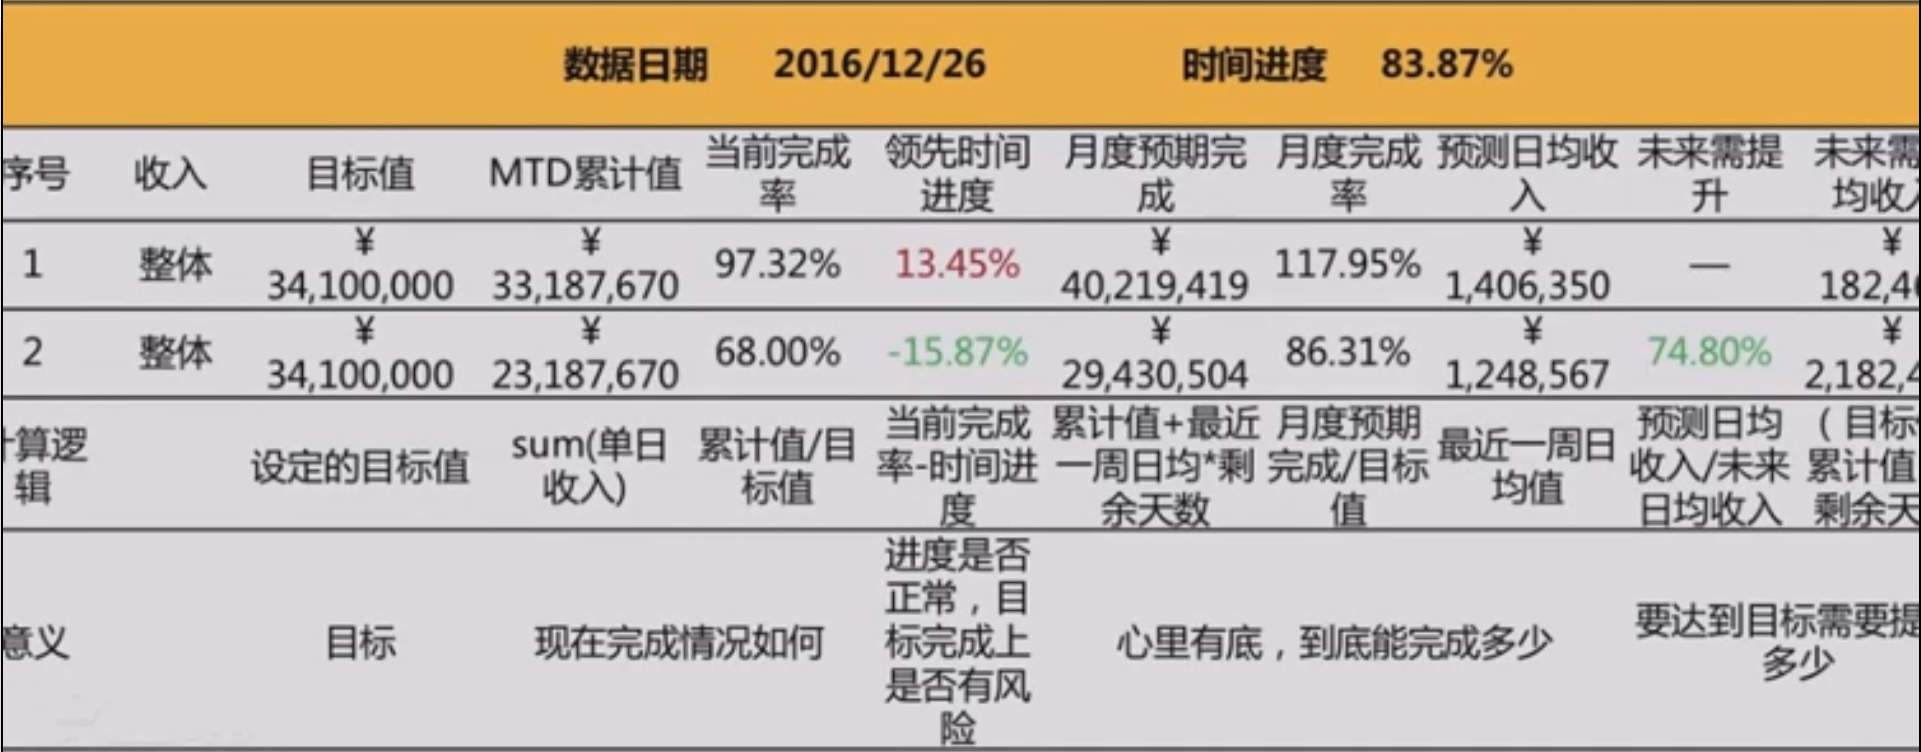 数据日期 2016/12/26 时间进度 83.87%
序号 收入 目标值 MTD累计值 当前完成率 领先时间进度 月度预期完成 月度完成率 预测日均收入 未来需提升 未来需 均收入
1 整体 ¥ 34,100,000 ¥ 33,187,670 97.32% 13.45% ¥ 40,219,419 117.95% ¥ 1,406,350 — ¥ 182,4
2 整体 ¥ 34,100,000 ¥ 23,187,670 68.00% -15.87% ¥ 29,430,504 86.31% ¥ 1,248,567 74.80% ¥ 2,182,4
计算逻辑 设定的目标值 sum(单日收入) 累计值/目标值 当前完成率-时间进度 累计值+最近一周日均*剩余天数 月度预期完成/目标值 最近一周日均值 预测日均收入/未来日均收入 （目标 累计值 剩余天
意义 目标 现在完成情况如何 进度是否正常，目标完成上是否有风险 心里有底，到底能完成多少 要达到目标需要提多少